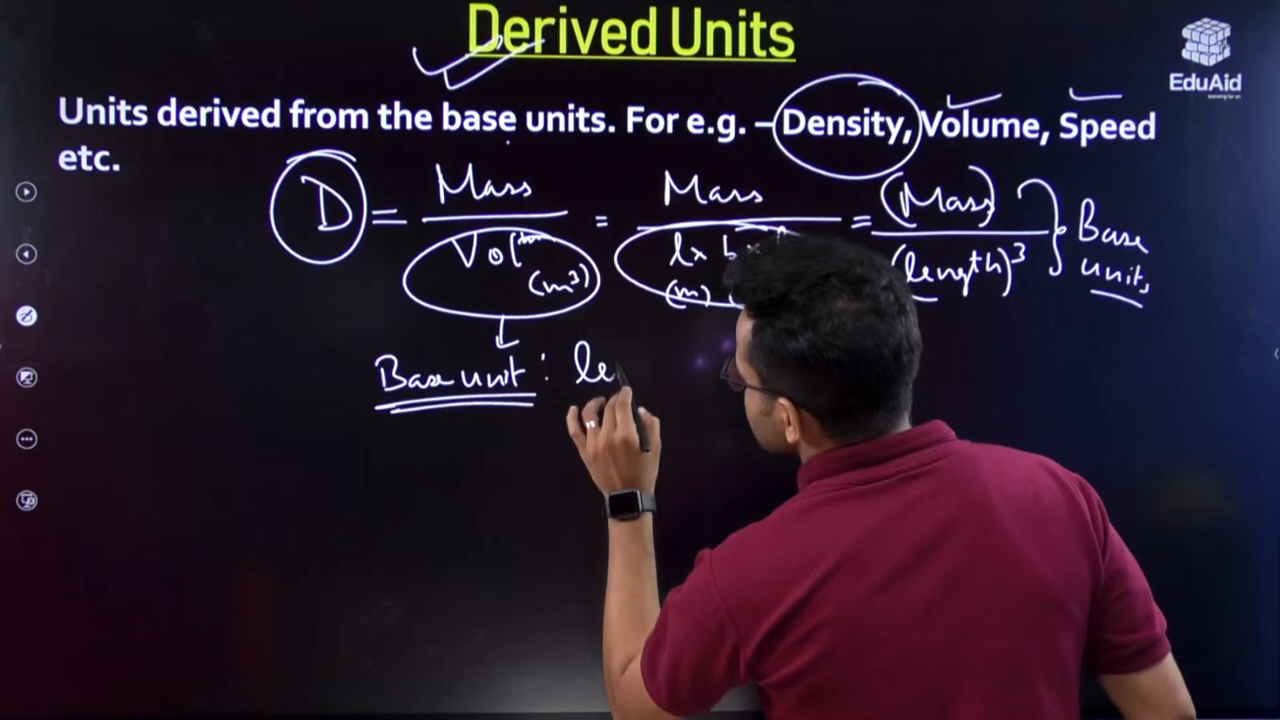 Derived Units
EduAid
Units derived from the base units. For e.g. – Density, Volume, Speed
etc.
D = Mass / Vol (m³) = Mass / l x b x (m) = (Mass) / (length)³ } Base units
Base unit : le